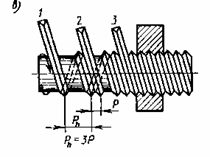 в)
1 2 3
P
Ph
Ph = 3P